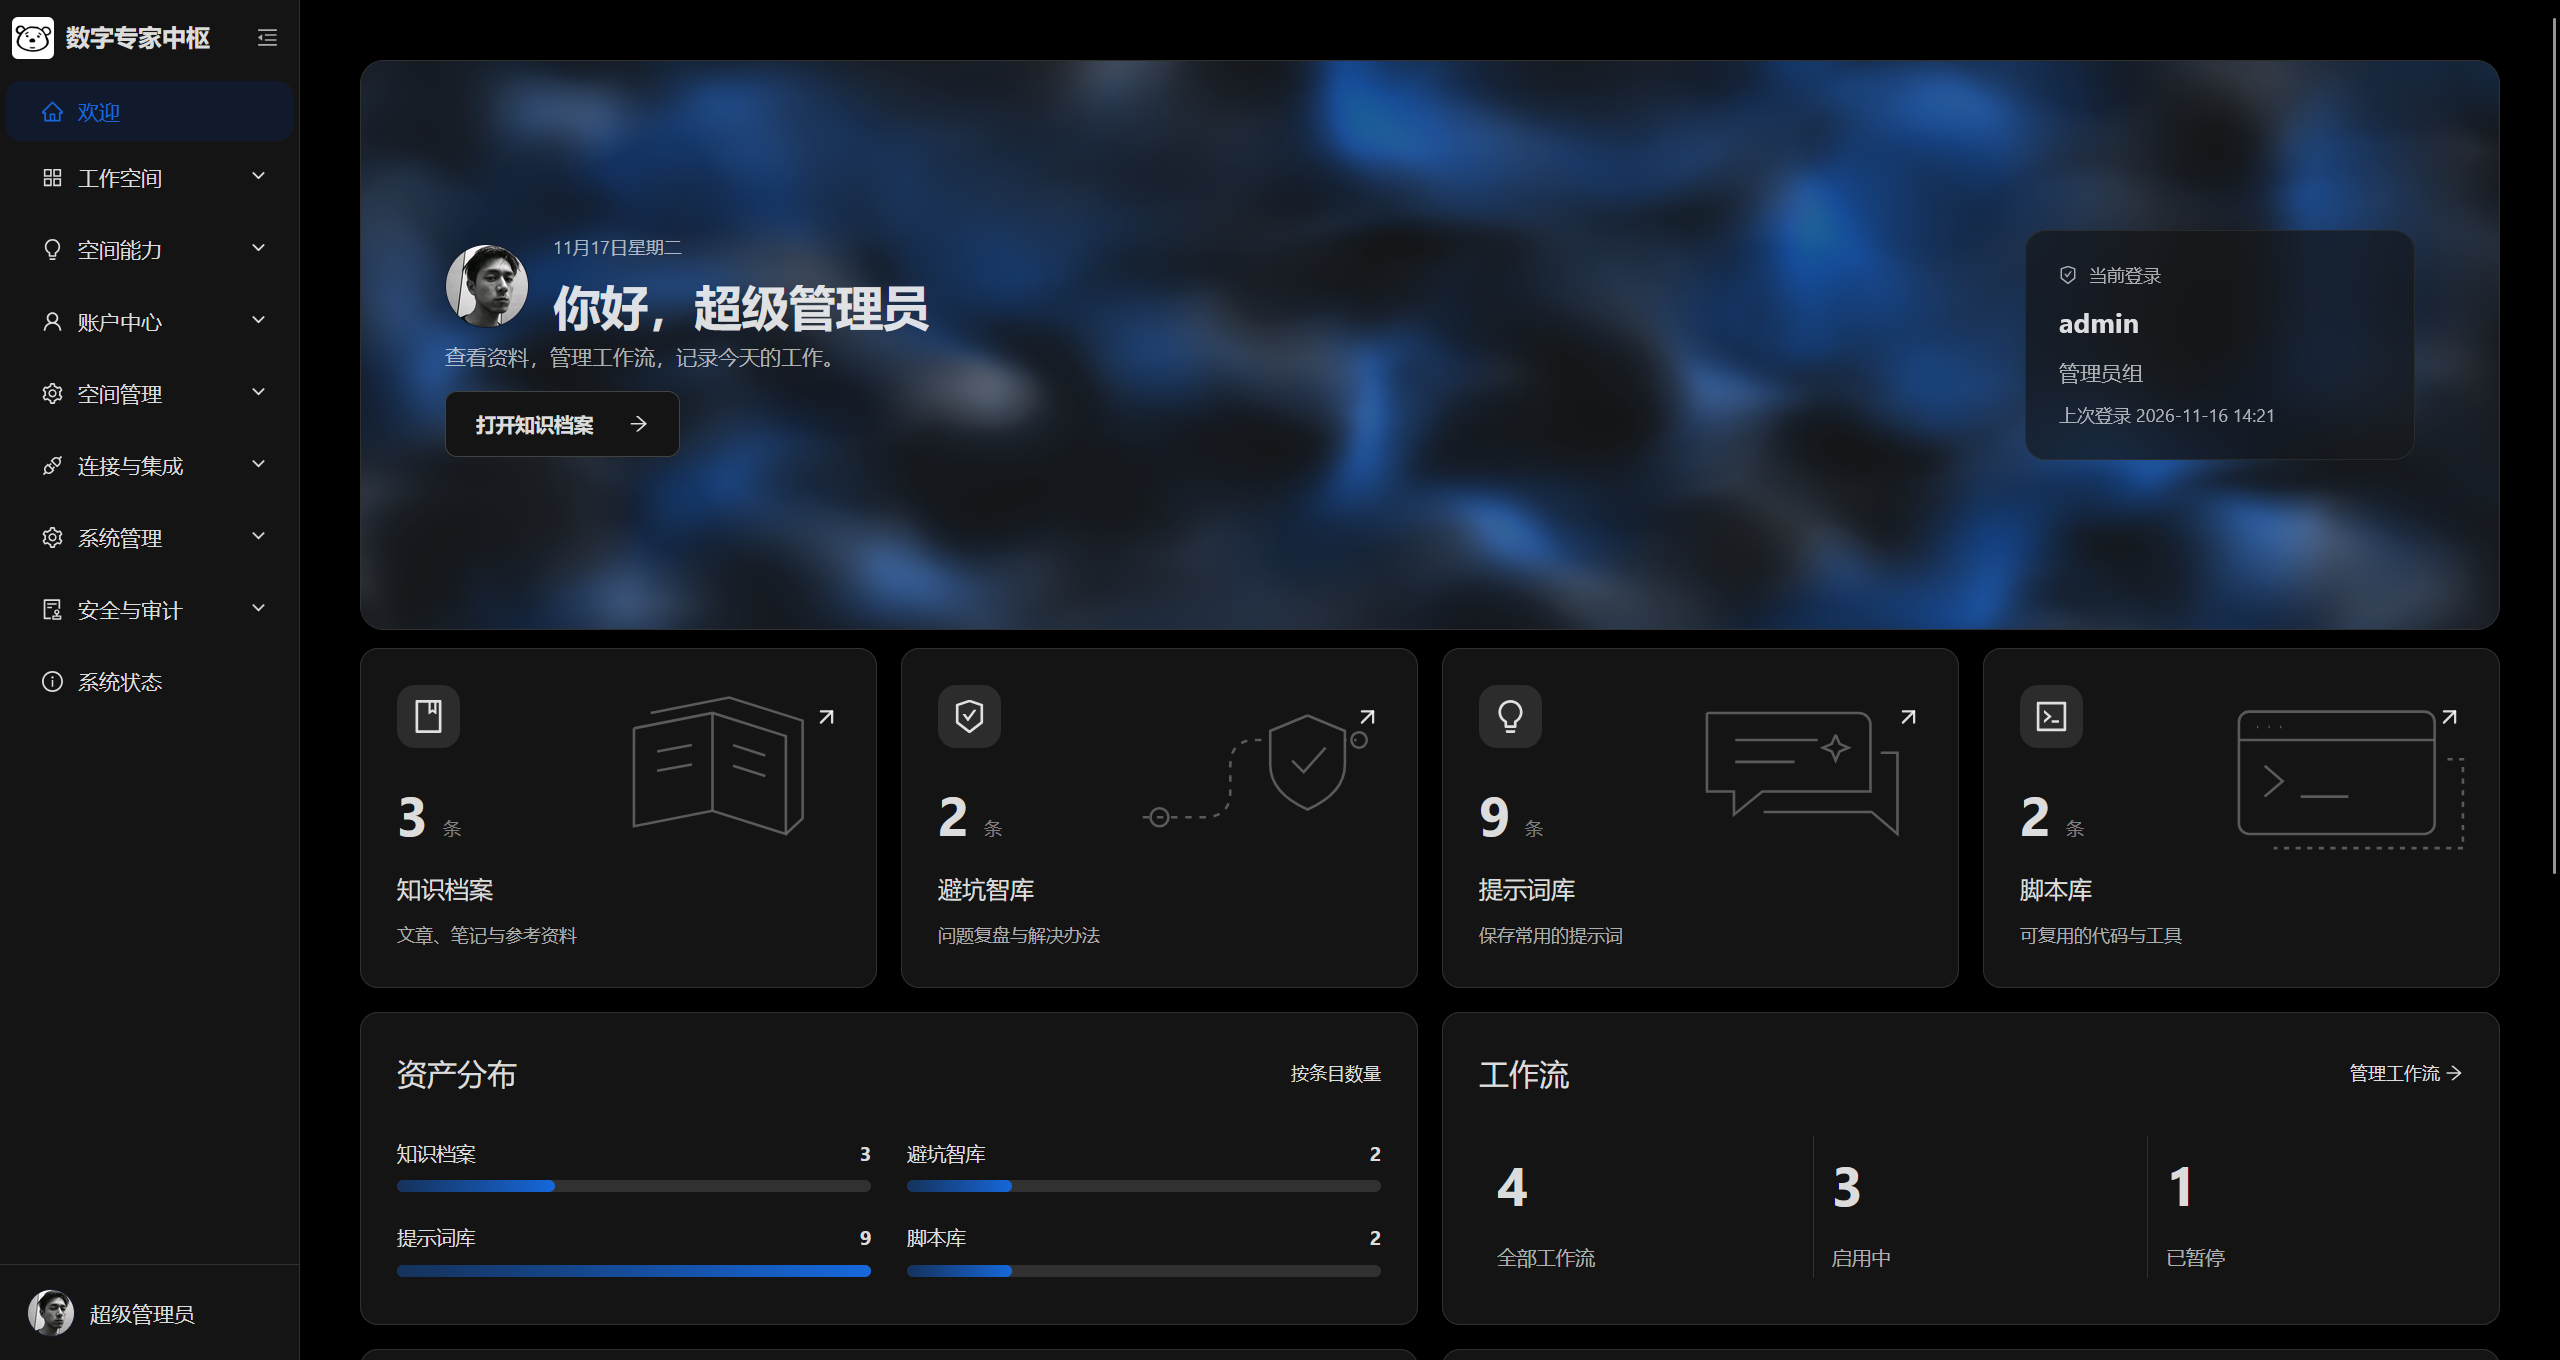 数字专家中枢
欢迎
工作空间
空间能力
账户中心
空间管理
连接与集成
系统管理
安全与审计
系统状态
超级管理员
11月17日星期二
你好，超级管理员
查看资料，管理工作流，记录今天的工作。
打开知识档案
当前登录
admin
管理员组
上次登录 2026-11-16 14:21
3 条
知识档案
文章、笔记与参考资料
2 条
避坑智库
问题复盘与解决办法
9 条
提示词库
保存常用的提示词
2 条
脚本库
可复用的代码与工具
资产分布
按条目数量
知识档案 3
避坑智库 2
提示词库 9
脚本库 2
工作流
管理工作流
4
全部工作流
3
启用中
1
已暂停